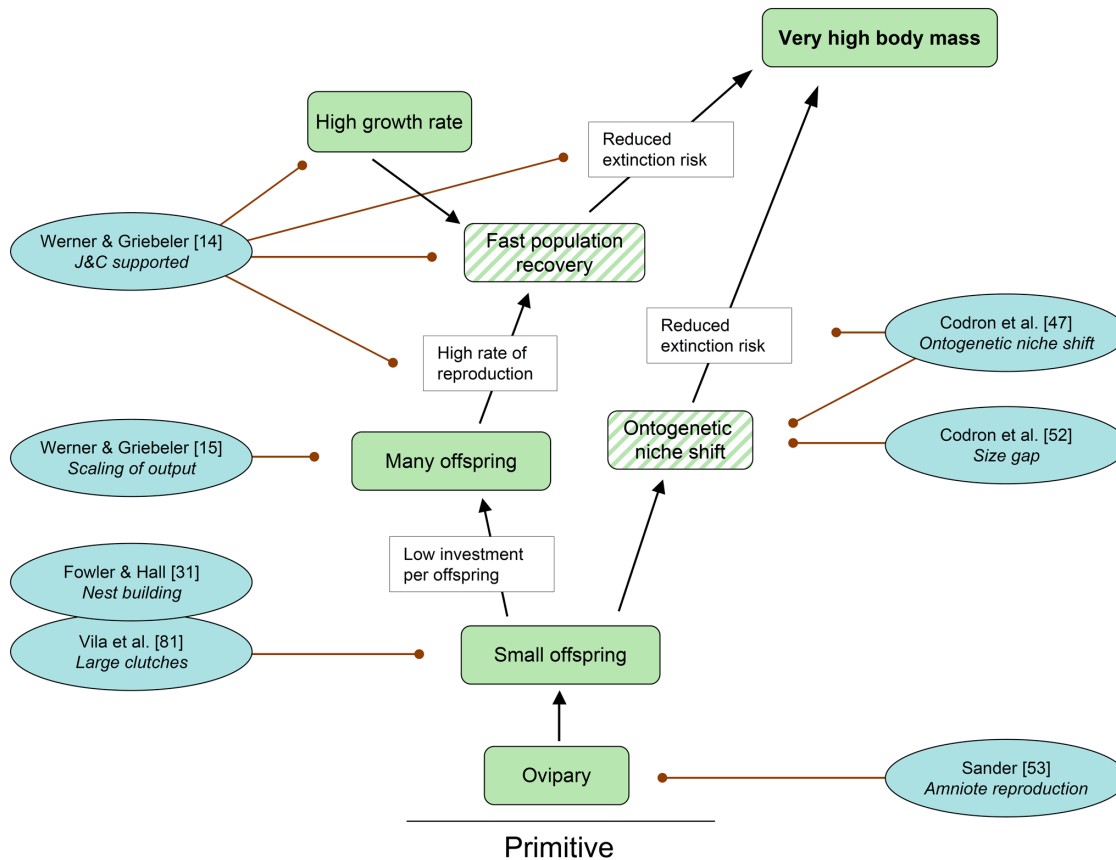 Very high body mass
High growth rate
Reduced
extinction risk
Werner & Griebeler [14]
J&C supported
Fast population
recovery
Reduced
extinction risk
Codron et al. [47]
Ontogenetic niche shift
High rate of
reproduction
Werner & Griebeler [15]
Scaling of output
Many offspring
Ontogenetic
niche shift
Codron et al. [52]
Size gap
Low investment
per offspring
Fowler & Hall [31]
Nest building
Vila et al. [81]
Large clutches
Small offspring
Ovipary
Sander [53]
Amniote reproduction
Primitive